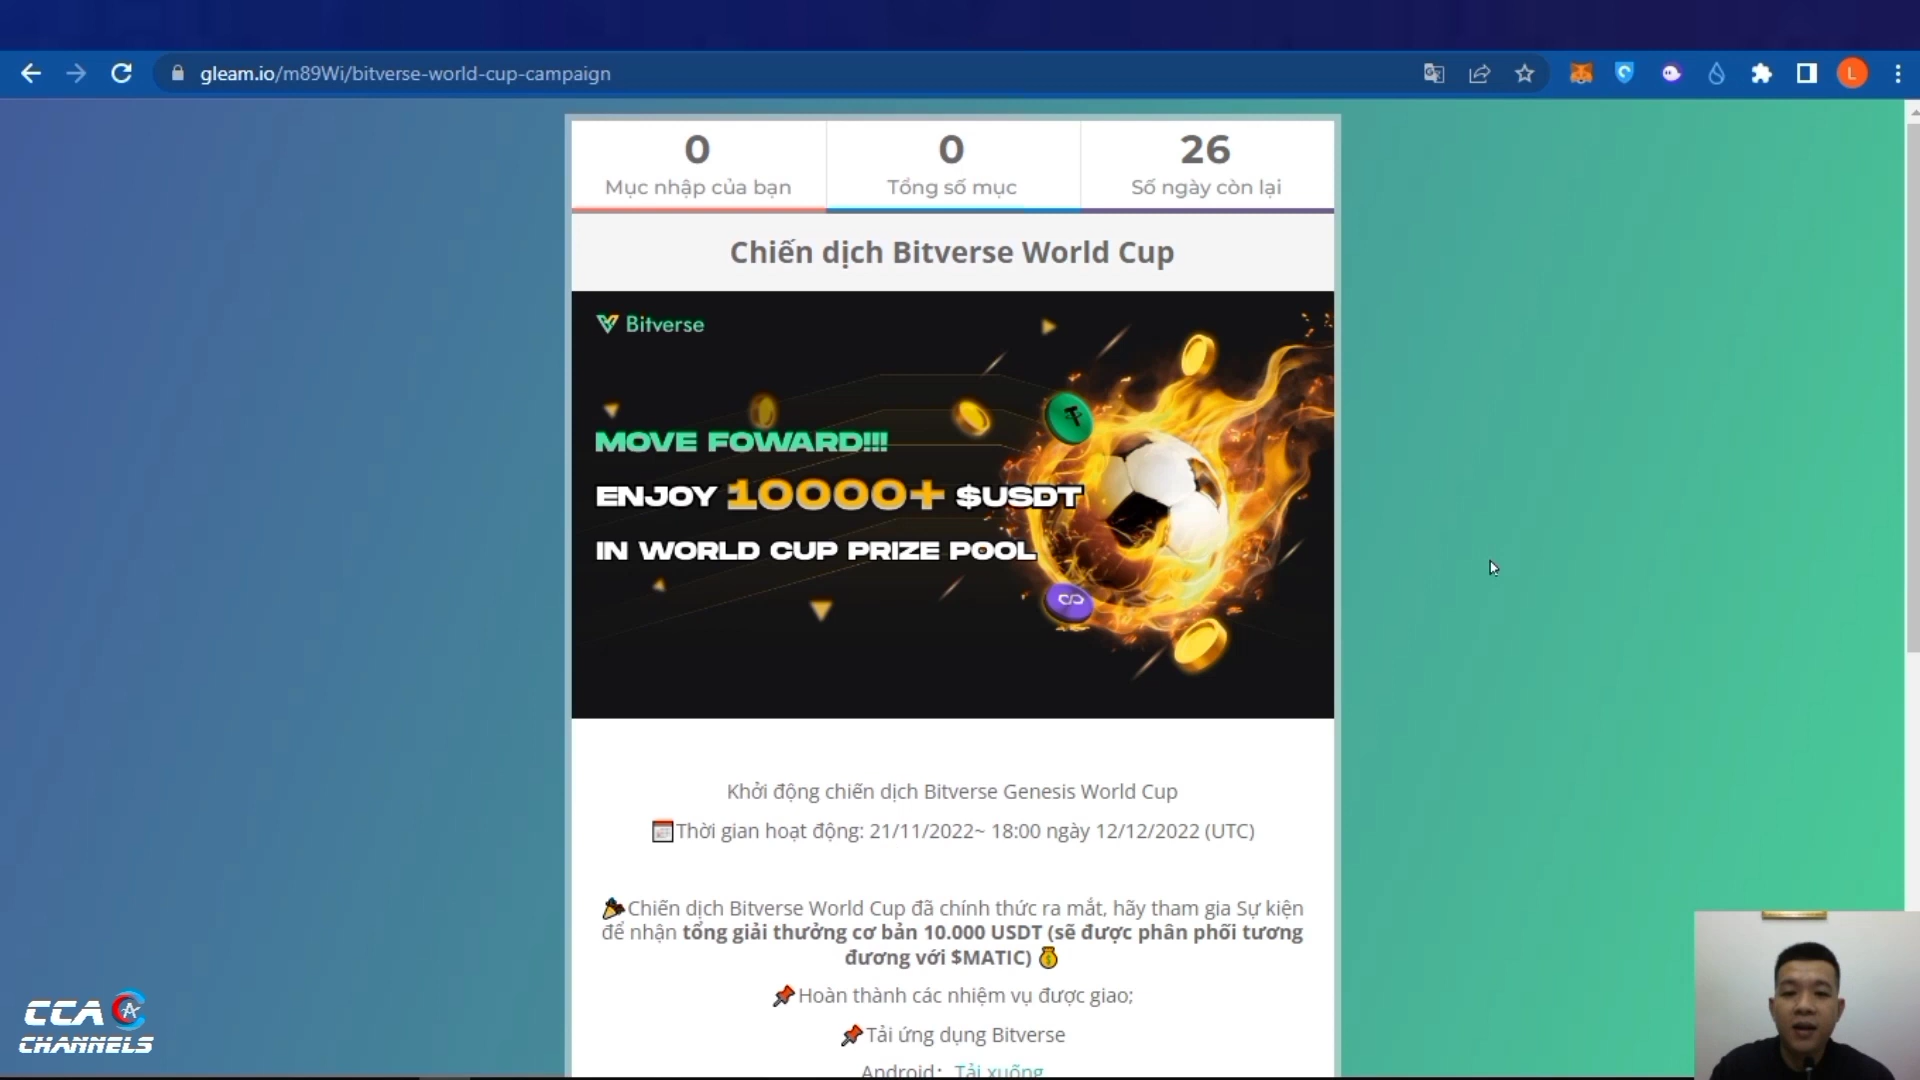 gleam.io/m89Wi/bitverse-world-cup-campaign
L
0
Mục nhập của bạn
0
Tổng số mục
26
Số ngày còn lại
Chiến dịch Bitverse World Cup
Bitverse
MOVE FOWARD!!!
ENJOY 10000+ $USDT
IN WORLD CUP PRIZE POOL
Khởi động chiến dịch Bitverse Genesis World Cup
Thời gian hoạt động: 21/11/2022~ 18:00 ngày 12/12/2022 (UTC)
Chiến dịch Bitverse World Cup đã chính thức ra mắt, hãy tham gia Sự kiện
để nhận tổng giải thưởng cơ bản 10.000 USDT (sẽ được phân phối tương
đương với $MATIC)
Hoàn thành các nhiệm vụ được giao;
Tải ứng dụng Bitverse
Android: Tải xuống
CCA
CHANNELS